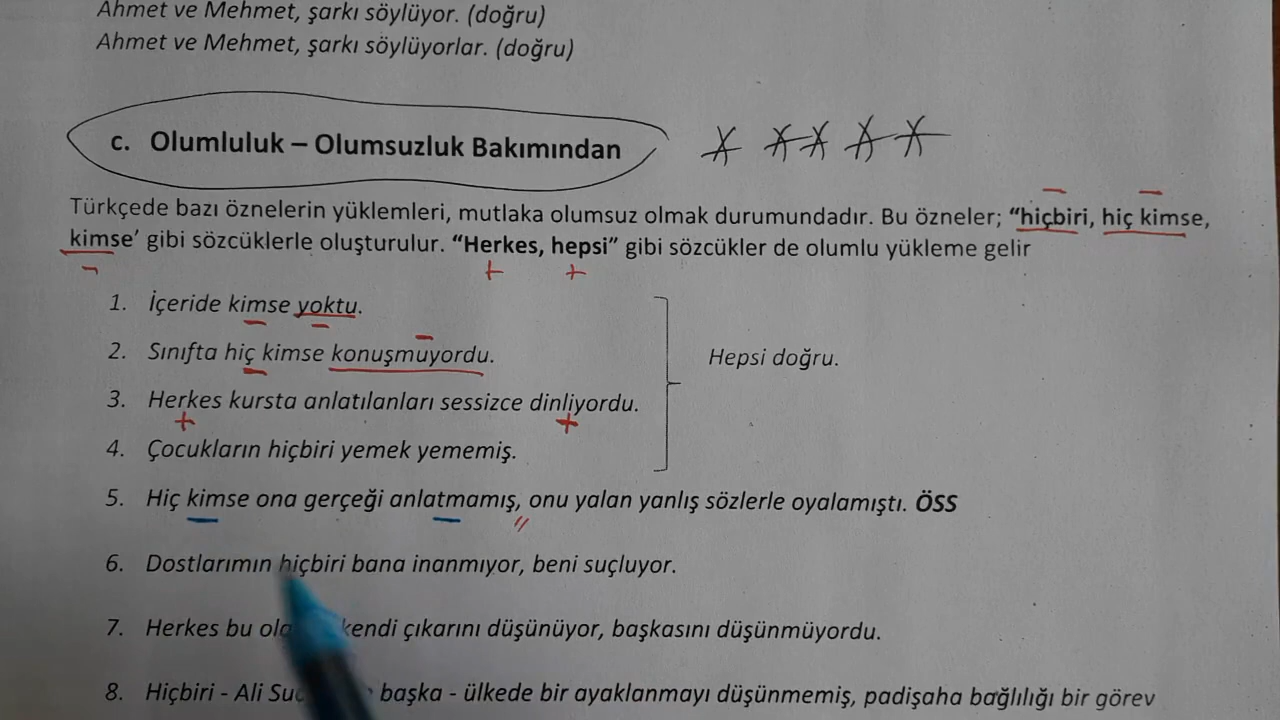 Ahmet ve Mehmet, şarkı söylüyor. (doğru)
Ahmet ve Mehmet, şarkı söylüyorlar. (doğru)
c. Olumluluk – Olumsuzluk Bakımından
Türkçede bazı öznelerin yüklemleri, mutlaka olumsuz olmak durumundadır. Bu özneler; “hiçbiri, hiç kimse,
kimse’ gibi sözcüklerle oluşturulur. “Herkes, hepsi” gibi sözcükler de olumlu yükleme gelir
1. İçeride kimse yoktu.
2. Sınıfta hiç kimse konuşmuyordu.
Hepsi doğru.
3. Herkes kursta anlatılanları sessizce dinliyordu.
4. Çocukların hiçbiri yemek yememiş.
5. Hiç kimse ona gerçeği anlatmamış, onu yalan yanlış sözlerle oyalamıştı. ÖSS
6. Dostlarımın hiçbiri bana inanmıyor, beni suçluyor.
7. Herkes bu kendi çıkarını düşünüyor, başkasını düşünmüyordu.
8. Hiçbiri - Ali başka - ülkede bir ayaklanmayı düşünmemiş, padişaha bağlılığı bir görev